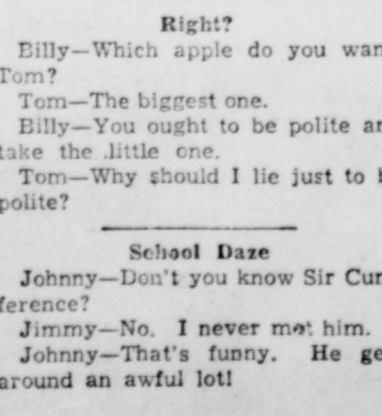 Right?
Billy—Which apple do you wan
Tom?
Tom—The biggest one.
Billy—You ought to be polite an
take the little one.
Tom—Why should I lie just to b
polite?
School Daze
Johnny—Don't you know Sir Cum
ference?
Jimmy—No. I never met him.
Johnny—That's funny. He ge
around an awful lot!